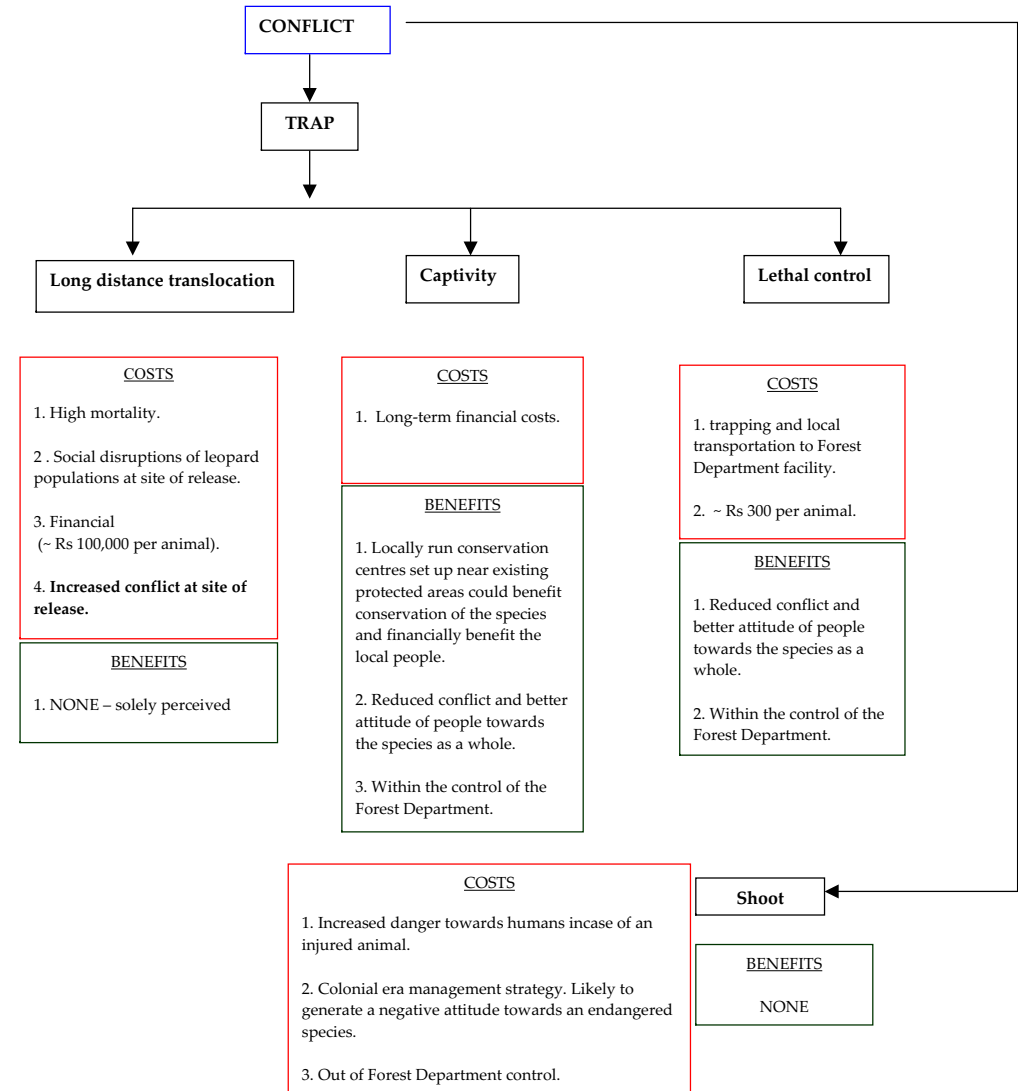 CONFLICT
TRAP
Long distance translocation
Captivity
Lethal control
COSTS
1. High mortality.
2 . Social disruptions of leopard
populations at site of release.
3. Financial
(~ Rs 100,000 per animal).
4. Increased conflict at site of
release.
BENEFITS
1. NONE – solely perceived
COSTS
1. Long-term financial costs.
BENEFITS
1. Locally run conservation
centres set up near existing
protected areas could benefit
conservation of the species
and financially benefit the
local people.
2. Reduced conflict and better
attitude of people towards
the species as a whole.
3. Within the control of the
Forest Department.
COSTS
1. trapping and local
transportation to Forest
Department facility.
2. ~ Rs 300 per animal.
BENEFITS
1. Reduced conflict and
better attitude of people
towards the species as a
whole.
2. Within the control of the
Forest Department.
COSTS
1. Increased danger towards humans incase of an
injured animal.
2. Colonial era management strategy. Likely to
generate a negative attitude towards an endangered
species.
3. Out of Forest Department control.
Shoot
BENEFITS
NONE